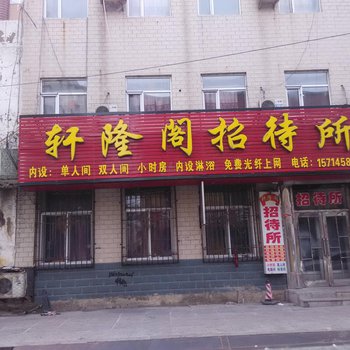 轩隆阁招待所
内设：单人间 双人间 小时房 内设淋浴 免费光纤上网 电话：1571458
招待所
招待所